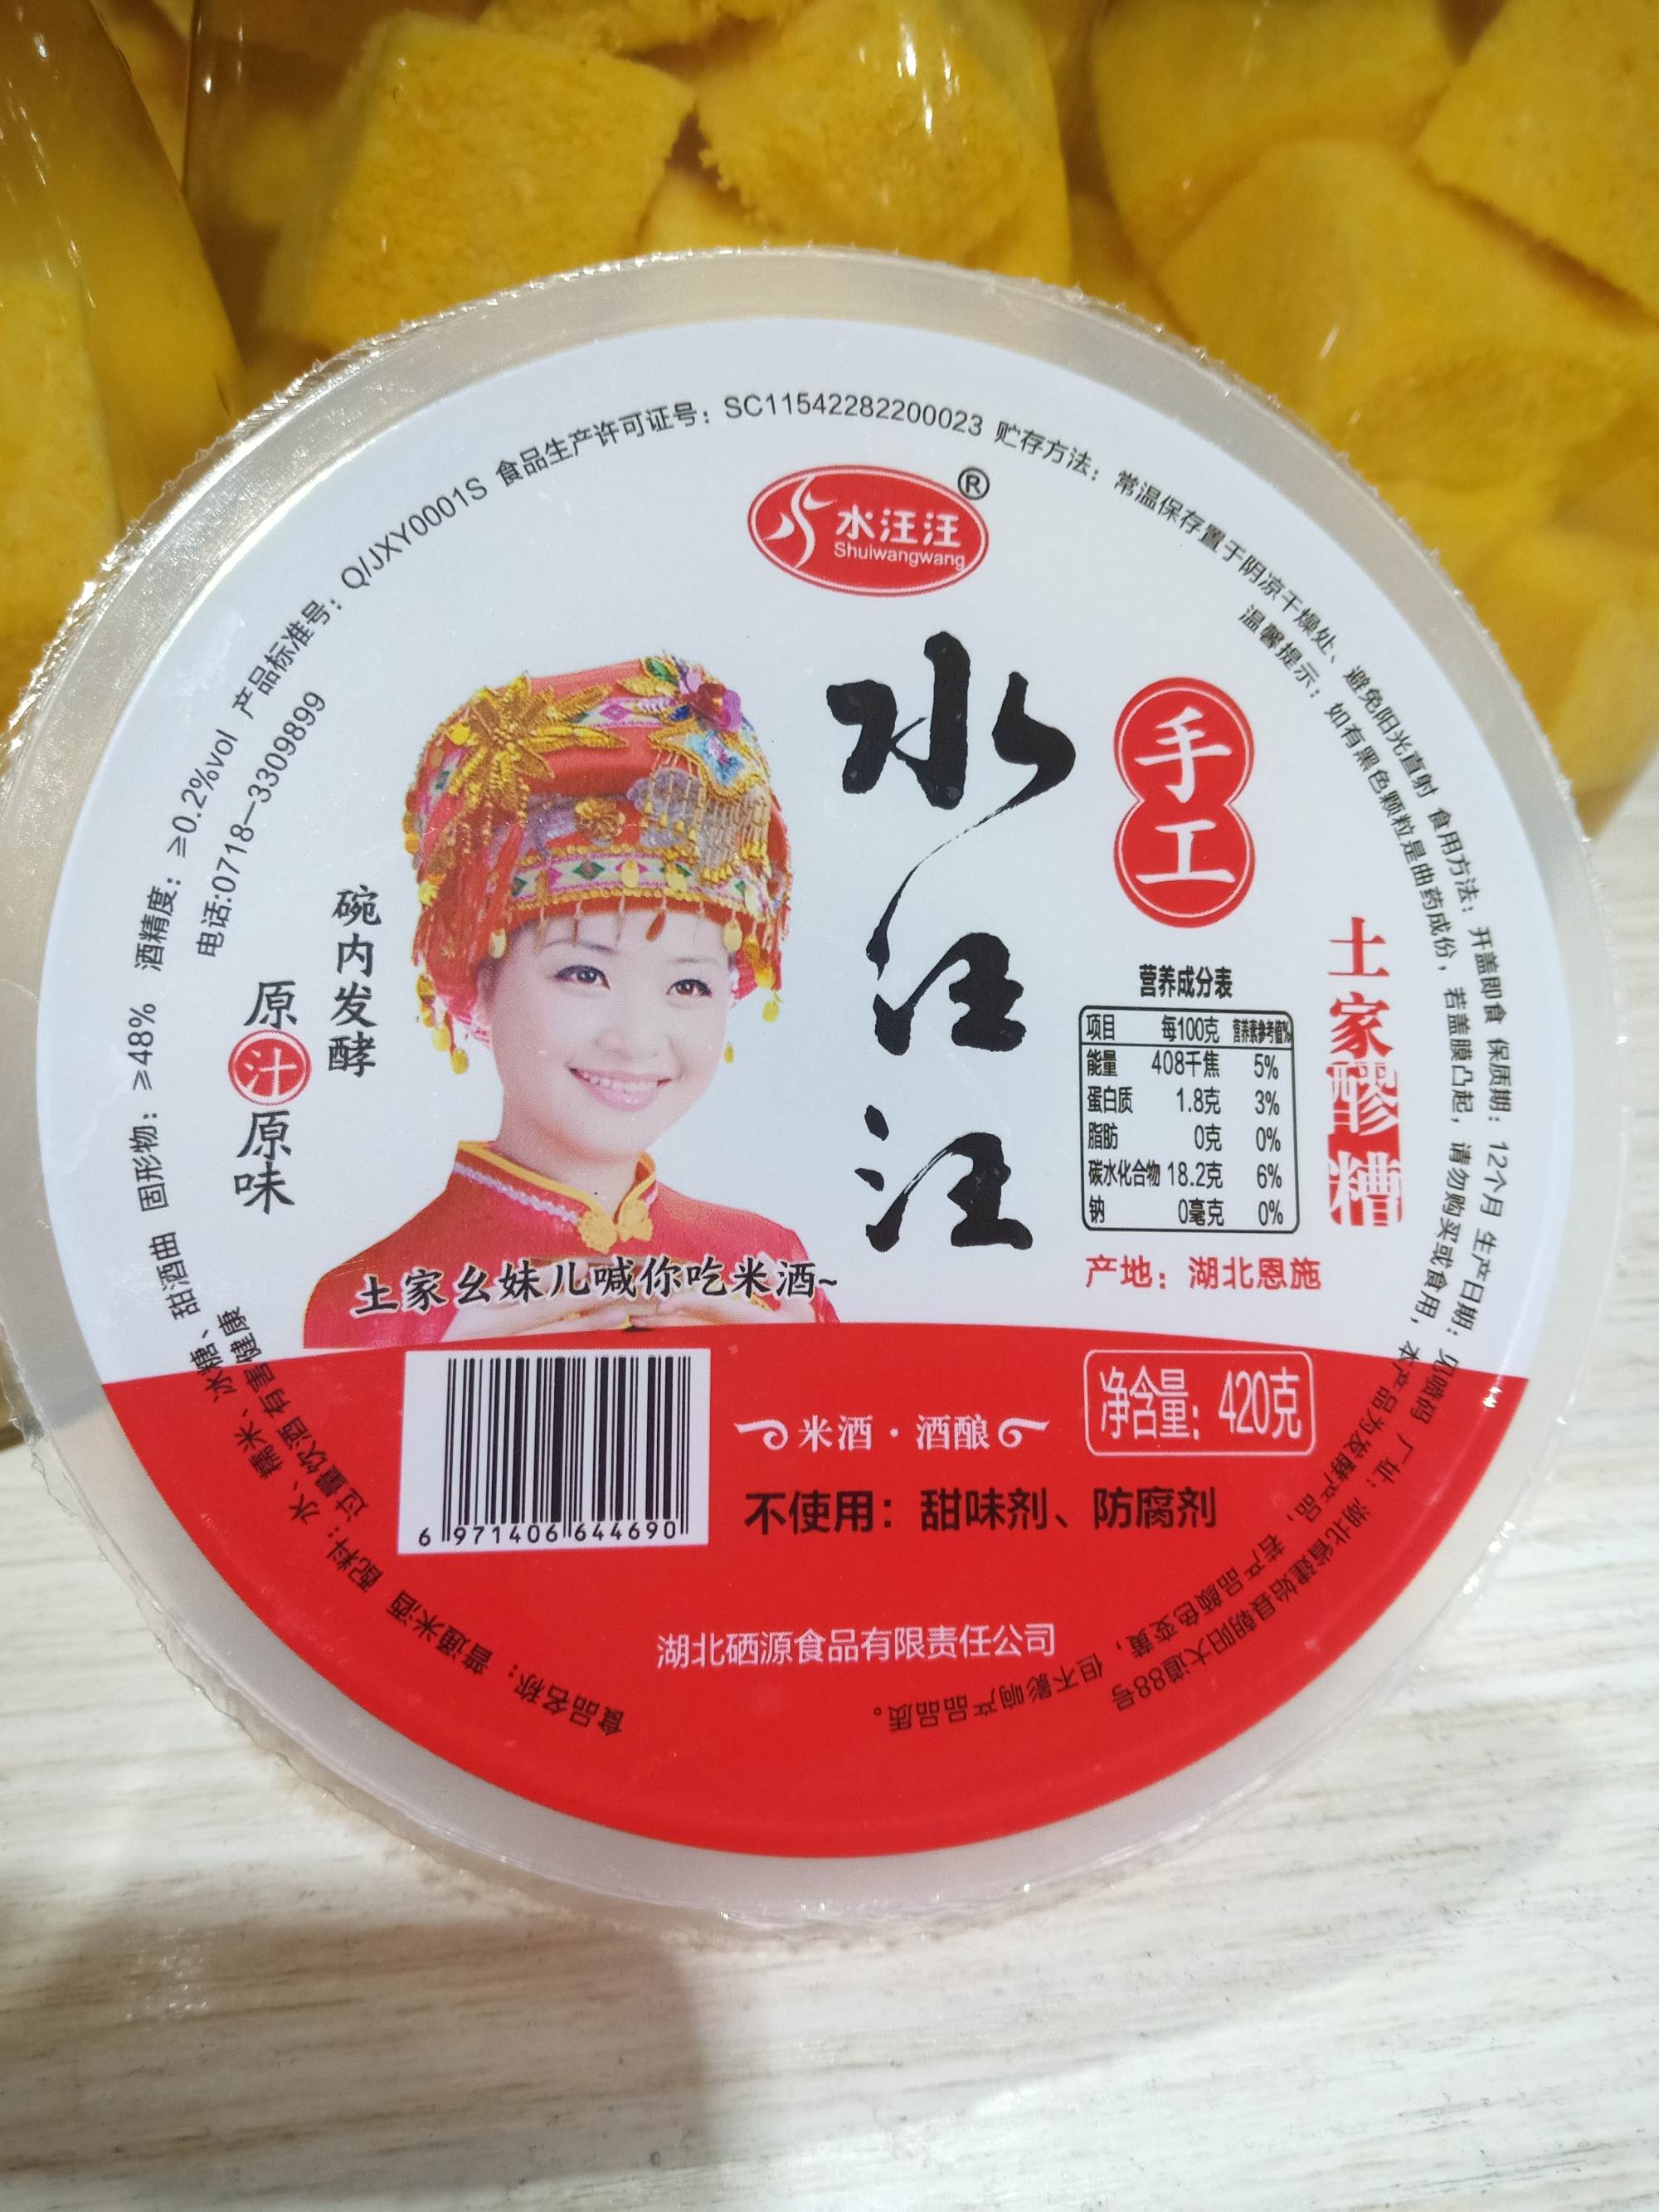 食品名称：普通米酒 配料：水、糯米、冰糖、甜酒曲 固形物：≥48% 酒精度：≥0.2%vol 产品标准号：Q/JXY0001S 食品生产许可证号：SC11542282200023 贮存方法：常温保存置于阴凉干燥处、避免阳光直射 食用方法：开盖即食 保质期：12个月 生产日期：见喷码 厂址：湖北省建始县朝阳大道88号
过量饮酒 有害健康
电话:0718—3309899
温馨提示：如有黑色颗粒是曲药成份，若盖膜凸起，请勿购买或食用，本产品为发酵产品，若产品颜色变黄，但不影响产品品质。
水汪汪®
Shuiwangwang
水汪汪
手工
土家醪糟
碗内发酵
原汁原味
营养成分表
项目 每100克 营养素参考值%
能量 408千焦 5%
蛋白质 1.8克 3%
脂肪 0克 0%
碳水化合物 18.2克 6%
钠 0毫克 0%
产地：湖北恩施
土家幺妹儿喊你吃米酒~
6 971406 644690
米酒·酒酿
净含量：420克
不使用：甜味剂、防腐剂
湖北硒源食品有限责任公司